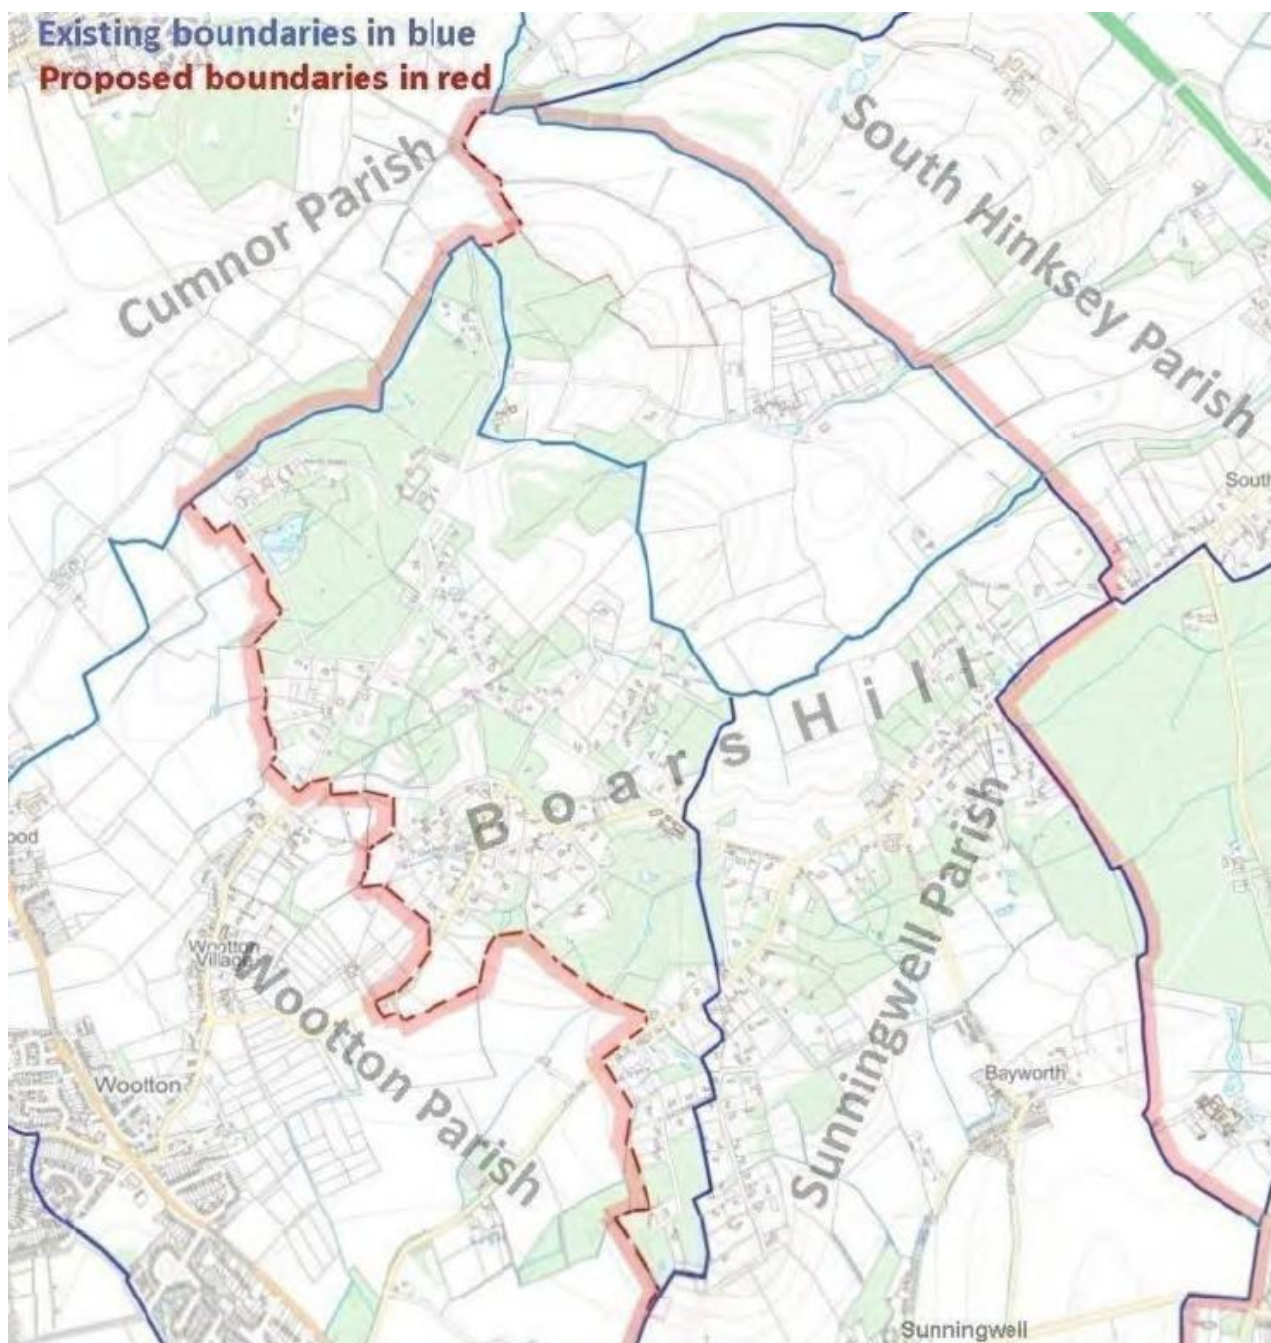 Existing boundaries in blue
Proposed boundaries in red
Cumnor Parish
South Hinksey Parish
South
Boars Hill
ood
Wootton
Village
Wootton Parish
Wootton
Sunningwell Parish
Bayworth
Sunningwell